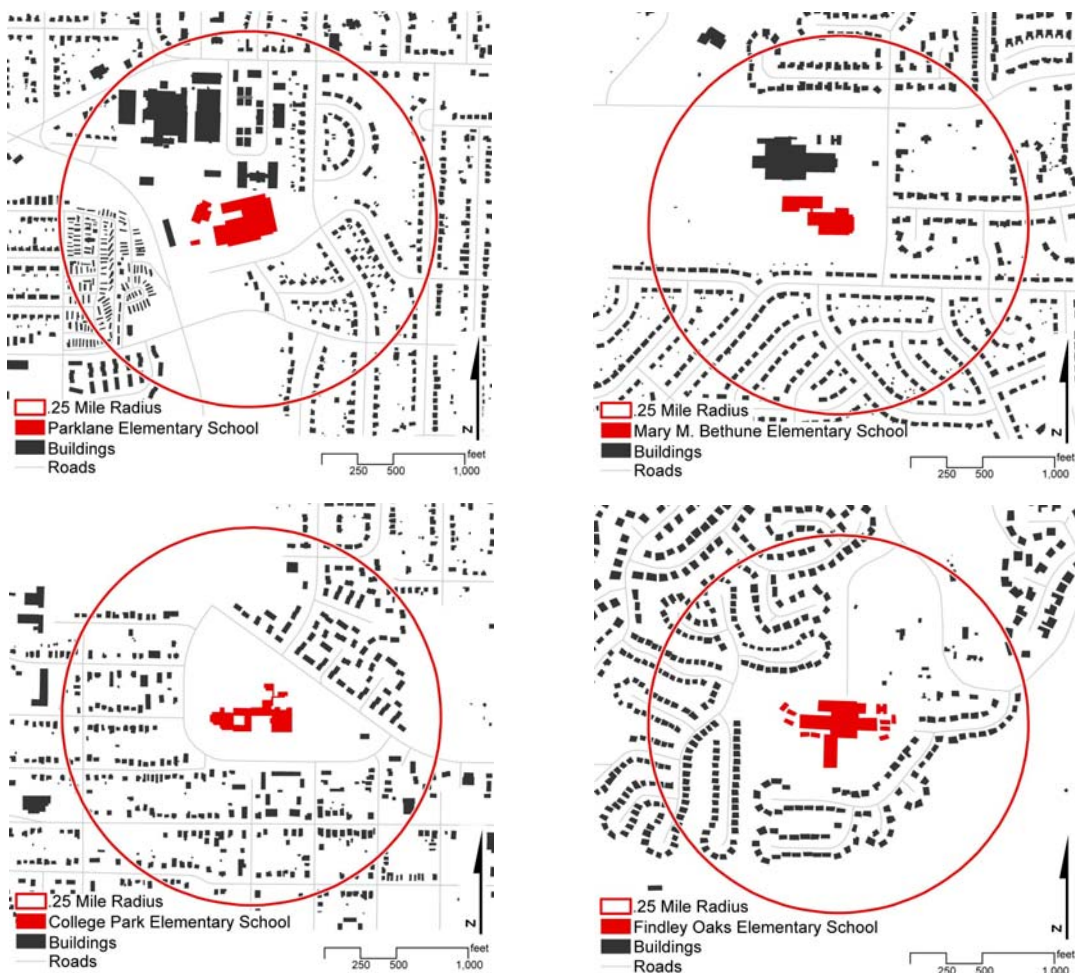 .25 Mile Radius
Parklane Elementary School
Buildings
Roads
N
feet
250 500 1,000
.25 Mile Radius
Mary M. Bethune Elementary School
Buildings
Roads
N
feet
250 500 1,000
.25 Mile Radius
College Park Elementary School
Buildings
Roads
N
feet
250 500 1,000
.25 Mile Radius
Findley Oaks Elementary School
Buildings
Roads
N
feet
250 500 1,000